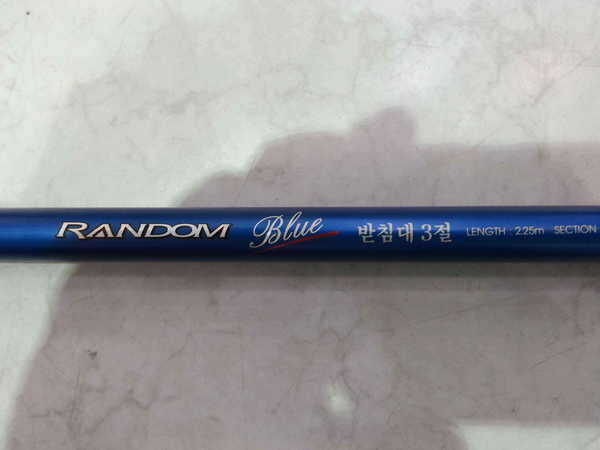 RANDOM Blue 받침대 3절 LENGTH : 2.25m SECTION